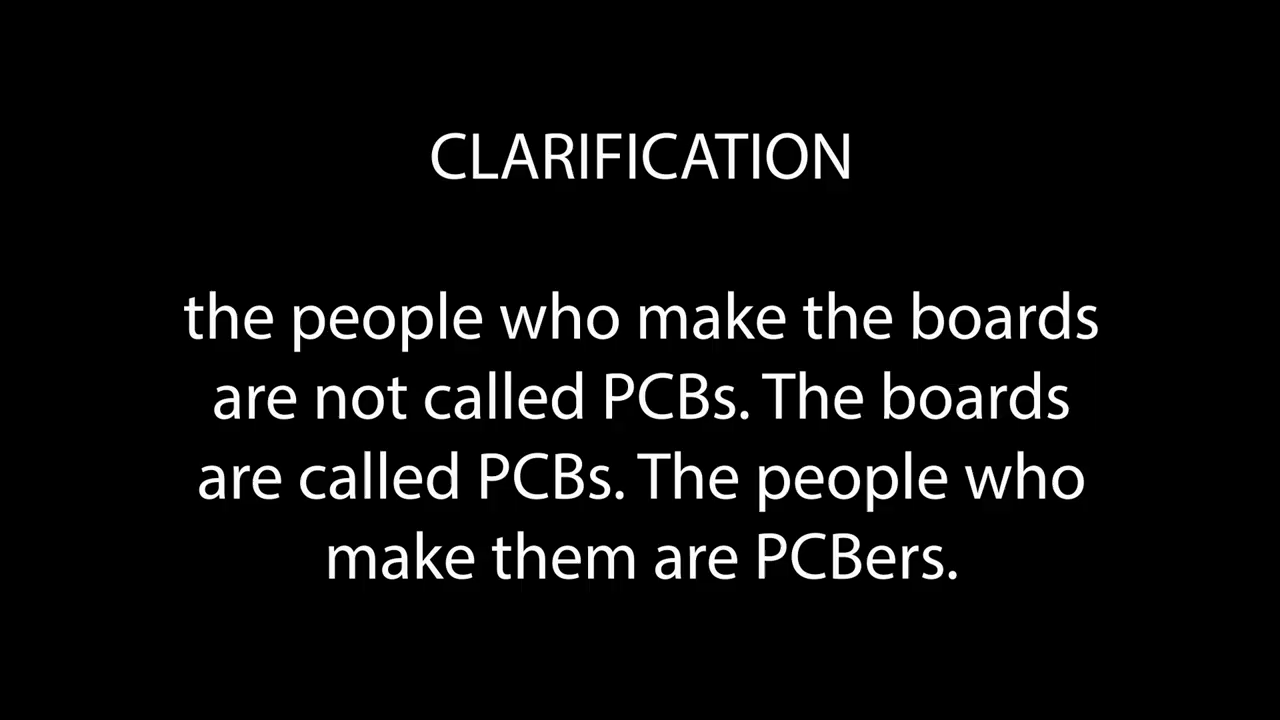 CLARIFICATION
the people who make the boards
are not called PCBs. The boards
are called PCBs. The people who
make them are PCBers.